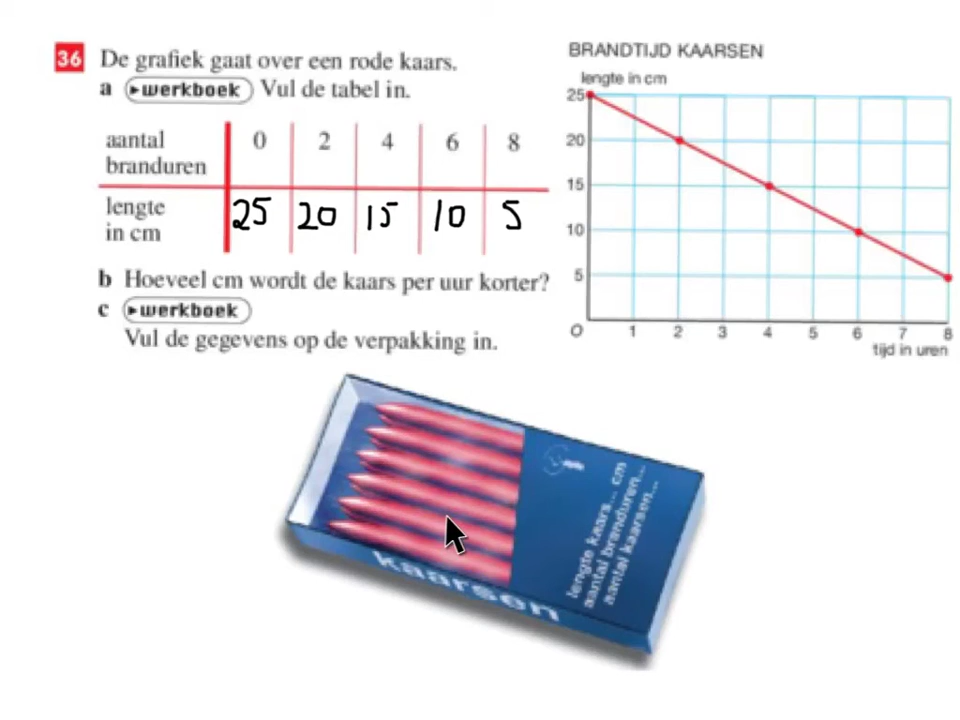 36 De grafiek gaat over een rode kaars.
a ▸werkboek Vul de tabel in.
aantal branduren 0 2 4 6 8
lengte in cm 25 20 15 10 5
b Hoeveel cm wordt de kaars per uur korter?
c ▸werkboek
Vul de gegevens op de verpakking in.
BRANDTIJD KAARSEN
lengte in cm
25
20
15
10
5
O 1 2 3 4 5 6 7 8
tijd in uren
kaarsen
lengte kaars... cm
aantal branduren...
aantal kaarsen...